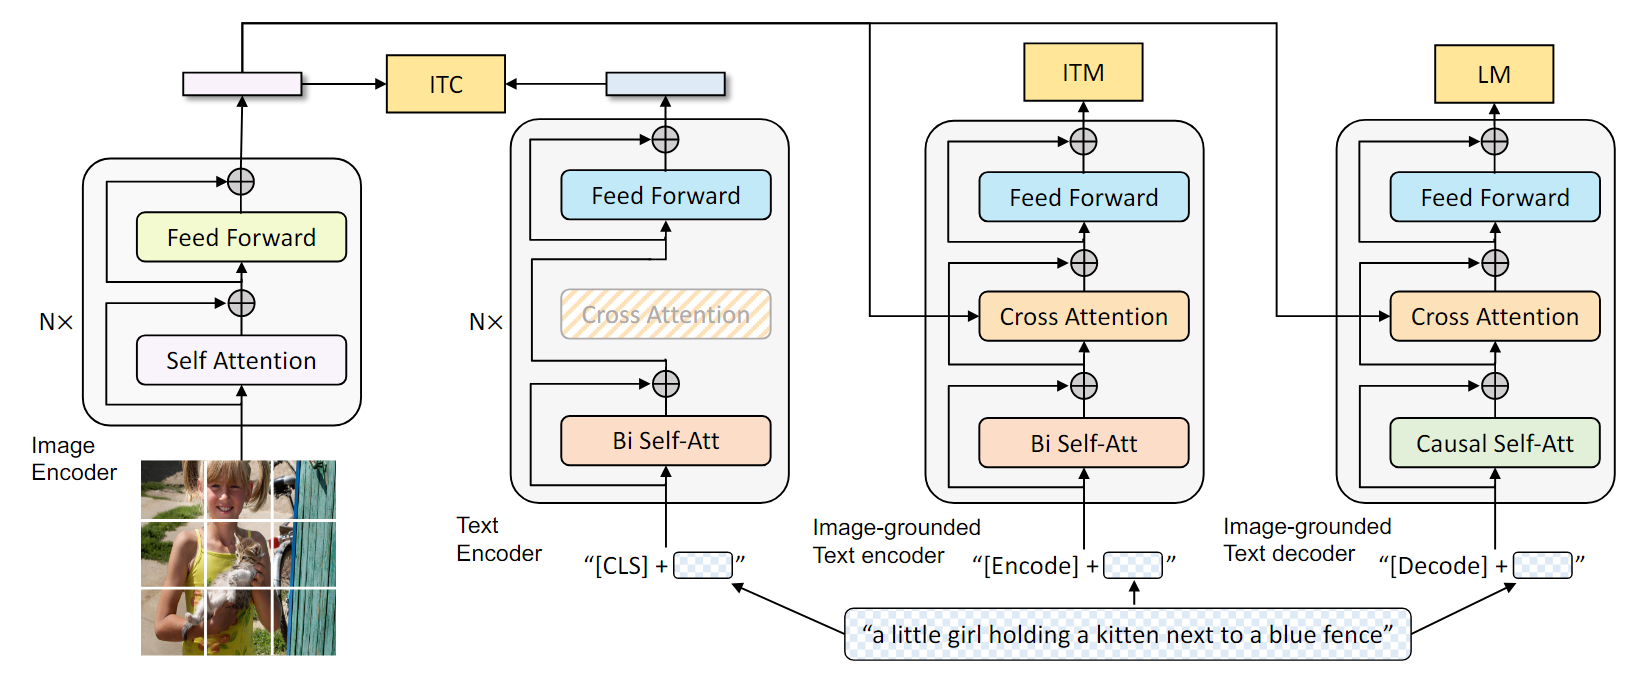 ITC
ITM
LM
Feed Forward
Self Attention
N×
Image
Encoder
Feed Forward
Cross Attention
Bi Self-Att
N×
Text
Encoder
“[CLS] + ”
Feed Forward
Cross Attention
Bi Self-Att
Image-grounded
Text encoder
“[Encode] + ”
Feed Forward
Cross Attention
Causal Self-Att
Image-grounded
Text decoder
“[Decode] + ”
“a little girl holding a kitten next to a blue fence”